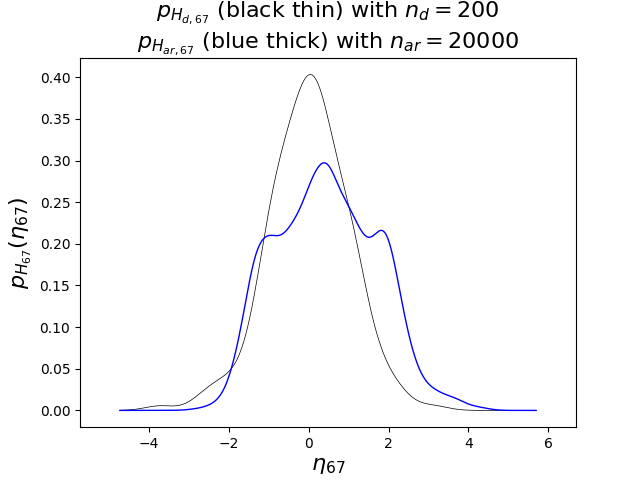 $p_{H_{d,67}}$ (black thin) with $n_d = 200$
$p_{H_{ar,67}}$ (blue thick) with $n_{ar} = 20000$
$p_{H_{67}}(\eta_{67})$
0.40
0.35
0.30
0.25
0.20
0.15
0.10
0.05
0.00
−4 −2 0 2 4 6
$\eta_{67}$